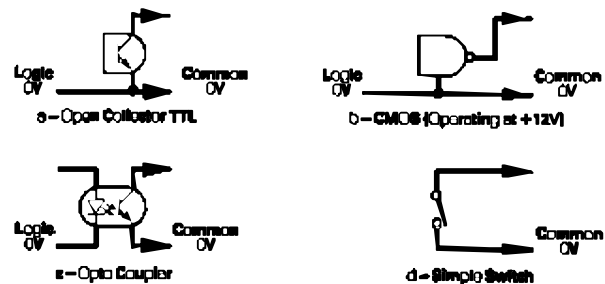 Logic
0V
Common
0V
a – Open Collector TTL
Logic
0V
Common
0V
b – CMOS (Operating at +12V)
Logic
0V
Common
0V
c – Opto Coupler
Common
0V
d – Simple Switch